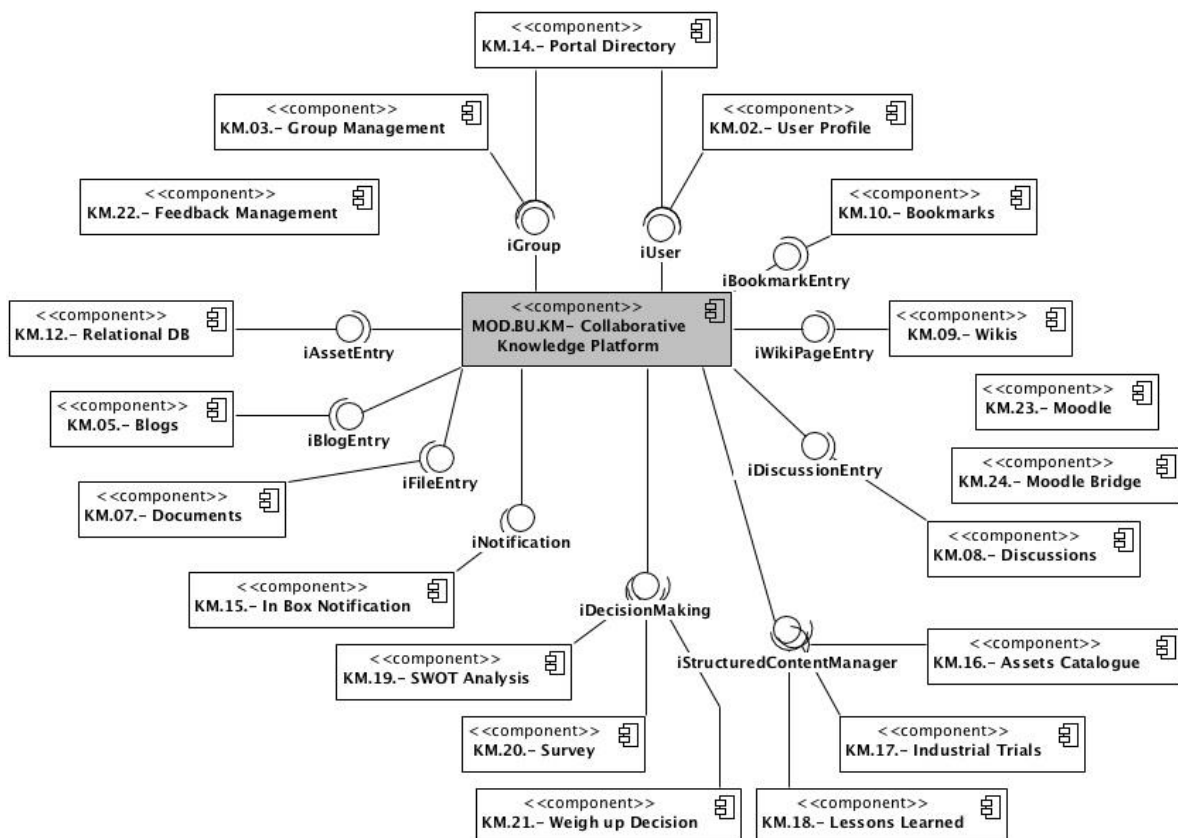 <<component>>
KM.14.- Portal Directory
<<component>>
KM.03.- Group Management
<<component>>
KM.02.- User Profile
<<component>>
KM.22.- Feedback Management
<<component>>
KM.10.- Bookmarks
iGroup
iUser
iBookmarkEntry
<<component>>
MOD.BU.KM- Collaborative
Knowledge Platform
<<component>>
KM.12.- Relational DB
iAssetEntry
iWikiPageEntry
<<component>>
KM.09.- Wikis
<<component>>
KM.05.- Blogs
iBlogEntry
<<component>>
KM.23.- Moodle
iFileEntry
iDiscussionEntry
<<component>>
KM.24.- Moodle Bridge
<<component>>
KM.07.- Documents
iNotification
<<component>>
KM.08.- Discussions
<<component>>
KM.15.- In Box Notification
iDecisionMaking
iStructuredContentManager
<<component>>
KM.19.- SWOT Analysis
<<component>>
KM.16.- Assets Catalogue
<<component>>
KM.20.- Survey
<<component>>
KM.17.- Industrial Trials
<<component>>
KM.21.- Weigh up Decision
<<component>>
KM.18.- Lessons Learned